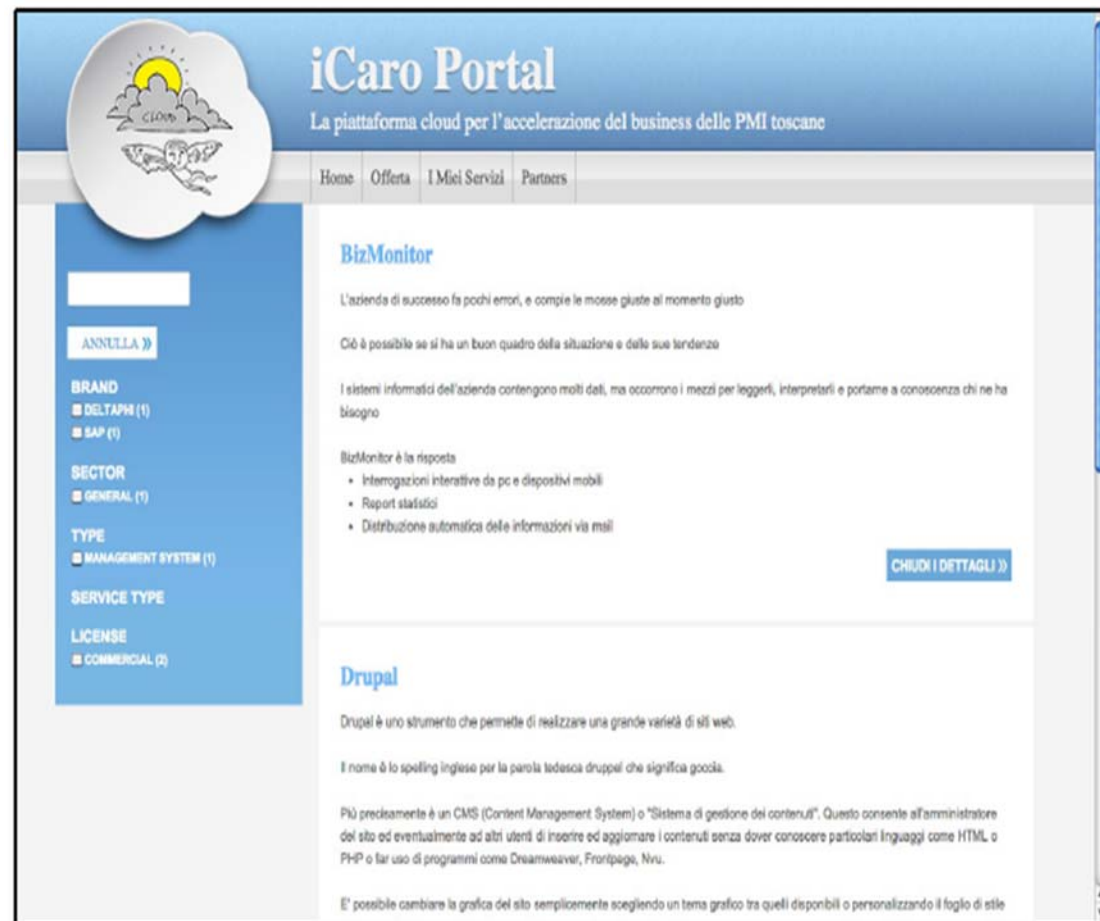 CLOUD
iCaro Portal
La piattaforma cloud per l'accelerazione del business delle PMI toscane
Home Offerta I Miei Servizi Partners
ANNULLA »
BRAND
DELTAPHI (1)
SAP (1)
SECTOR
GENERAL (1)
TYPE
MANAGEMENT SYSTEM (1)
SERVICE TYPE
LICENSE
COMMERCIAL (2)
BizMonitor
L'azienda di successo fa pochi errori, e compie le mosse giuste al momento giusto
Ciò è possibile se si ha un buon quadro della situazione e delle sue tendenze
I sistemi informatici dell'azienda contengono molti dati, ma occorrono i mezzi per leggerli, interpretarli e portarne a conoscenza chi ne ha
bisogno
BizMonitor è la risposta
• Interrogazioni interattive da pc e dispositivi mobili
• Report statistici
• Distribuzione automatica delle informazioni via mail
CHIUDI I DETTAGLI »
Drupal
Drupal è uno strumento che permette di realizzare una grande varietà di siti web.
Il nome è lo spelling inglese per la parola tedesca druppel che significa goccia.
Più precisamente è un CMS (Content Management System) o "Sistema di gestione dei contenuti". Questo consente all'amministratore
del sito ed eventualmente ad altri utenti di inserire ed aggiornare i contenuti senza dover conoscere particolari linguaggi come HTML o
PHP o far uso di programmi come Dreamweaver, Frontpage, Nvu.
E' possibile cambiare la grafica del sito semplicemente scegliendo un tema grafico tra quelli disponibili o personalizzando il foglio di stile